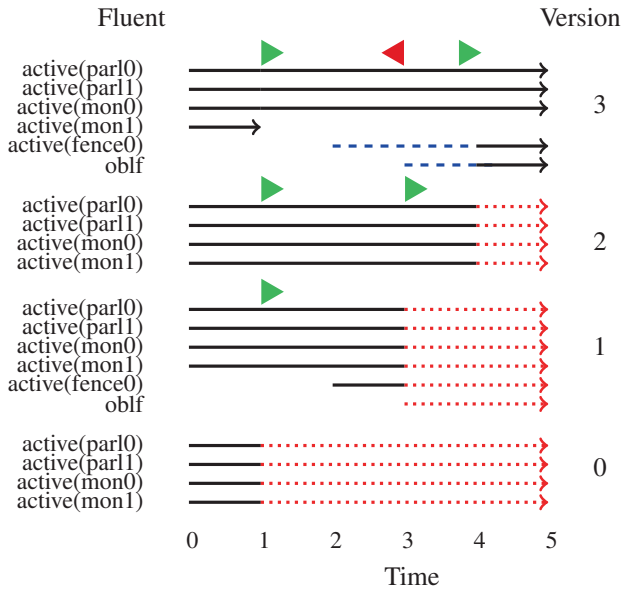 Fluent Version
active(parl0)
active(parl1)
active(mon0)
3
active(mon1)
active(fence0)
oblf
active(parl0)
active(parl1)
2
active(mon0)
active(mon1)
active(parl0)
active(parl1)
active(mon0)
1
active(mon1)
active(fence0)
oblf
active(parl0)
active(parl1)
0
active(mon0)
active(mon1)
0 1 2 3 4 5
Time